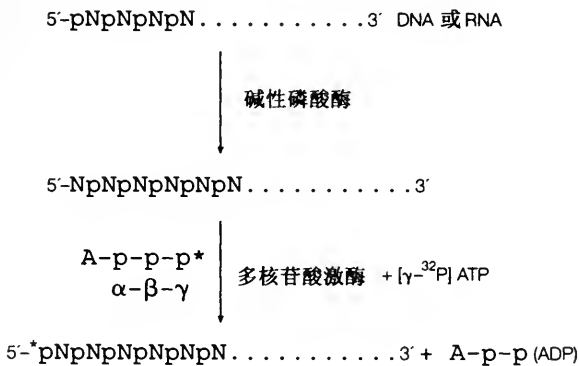 5´-pNpNpNpN...........3´ DNA 或 RNA
碱性磷酸酶
5´-NpNpNpNpNpN...........3´
A-p-p-p*
α-β-γ
多核苷酸激酶 + [γ-³²P] ATP
5´-*pNpNpNpNpNpN...........3´ + A-p-p (ADP)